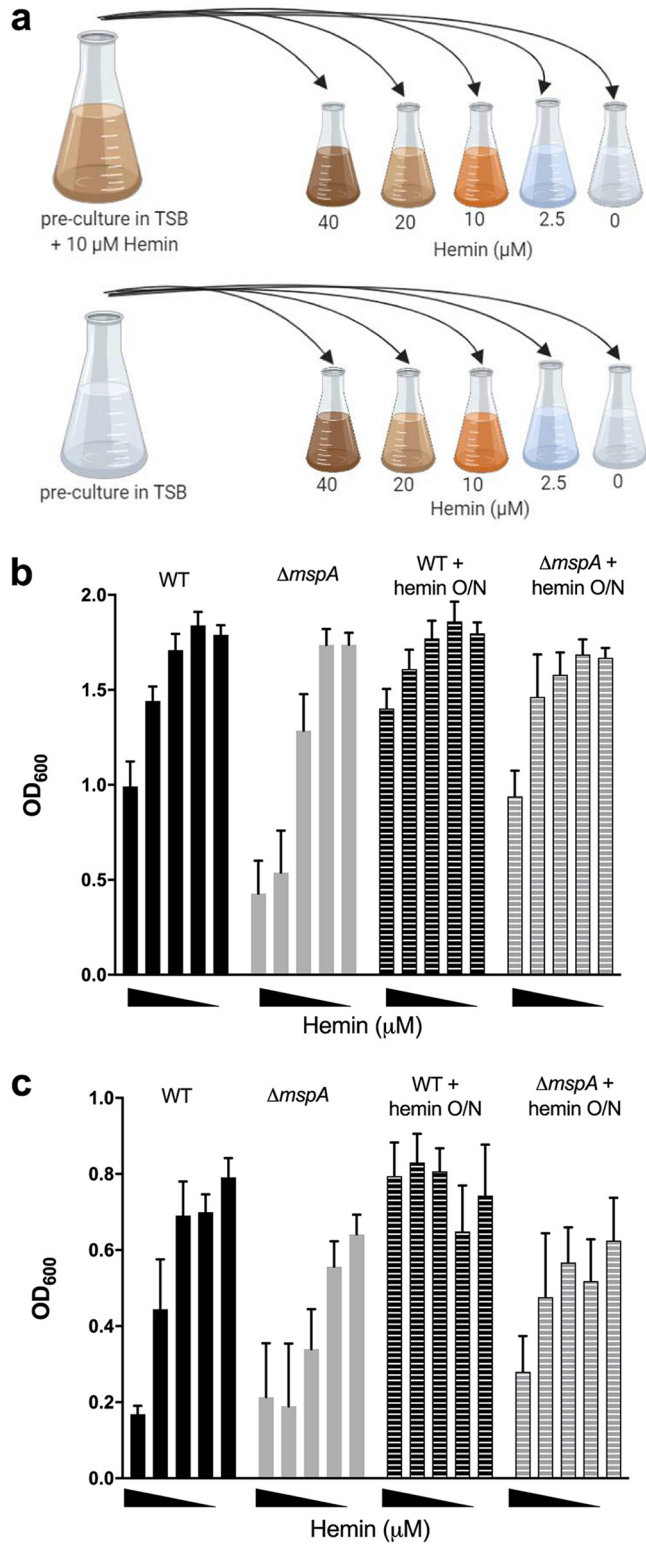 a
pre-culture in TSB
+ 10 µM Hemin
40 20 10 2.5 0
Hemin (µM)
pre-culture in TSB
40 20 10 2.5 0
Hemin (µM)
b
WT ΔmspA WT + hemin O/N ΔmspA + hemin O/N
2.0
1.5
1.0
0.5
0.0
OD600
Hemin (µM)
c
WT ΔmspA WT + hemin O/N ΔmspA + hemin O/N
1.0
0.8
0.6
0.4
0.2
0.0
OD600
Hemin (µM)